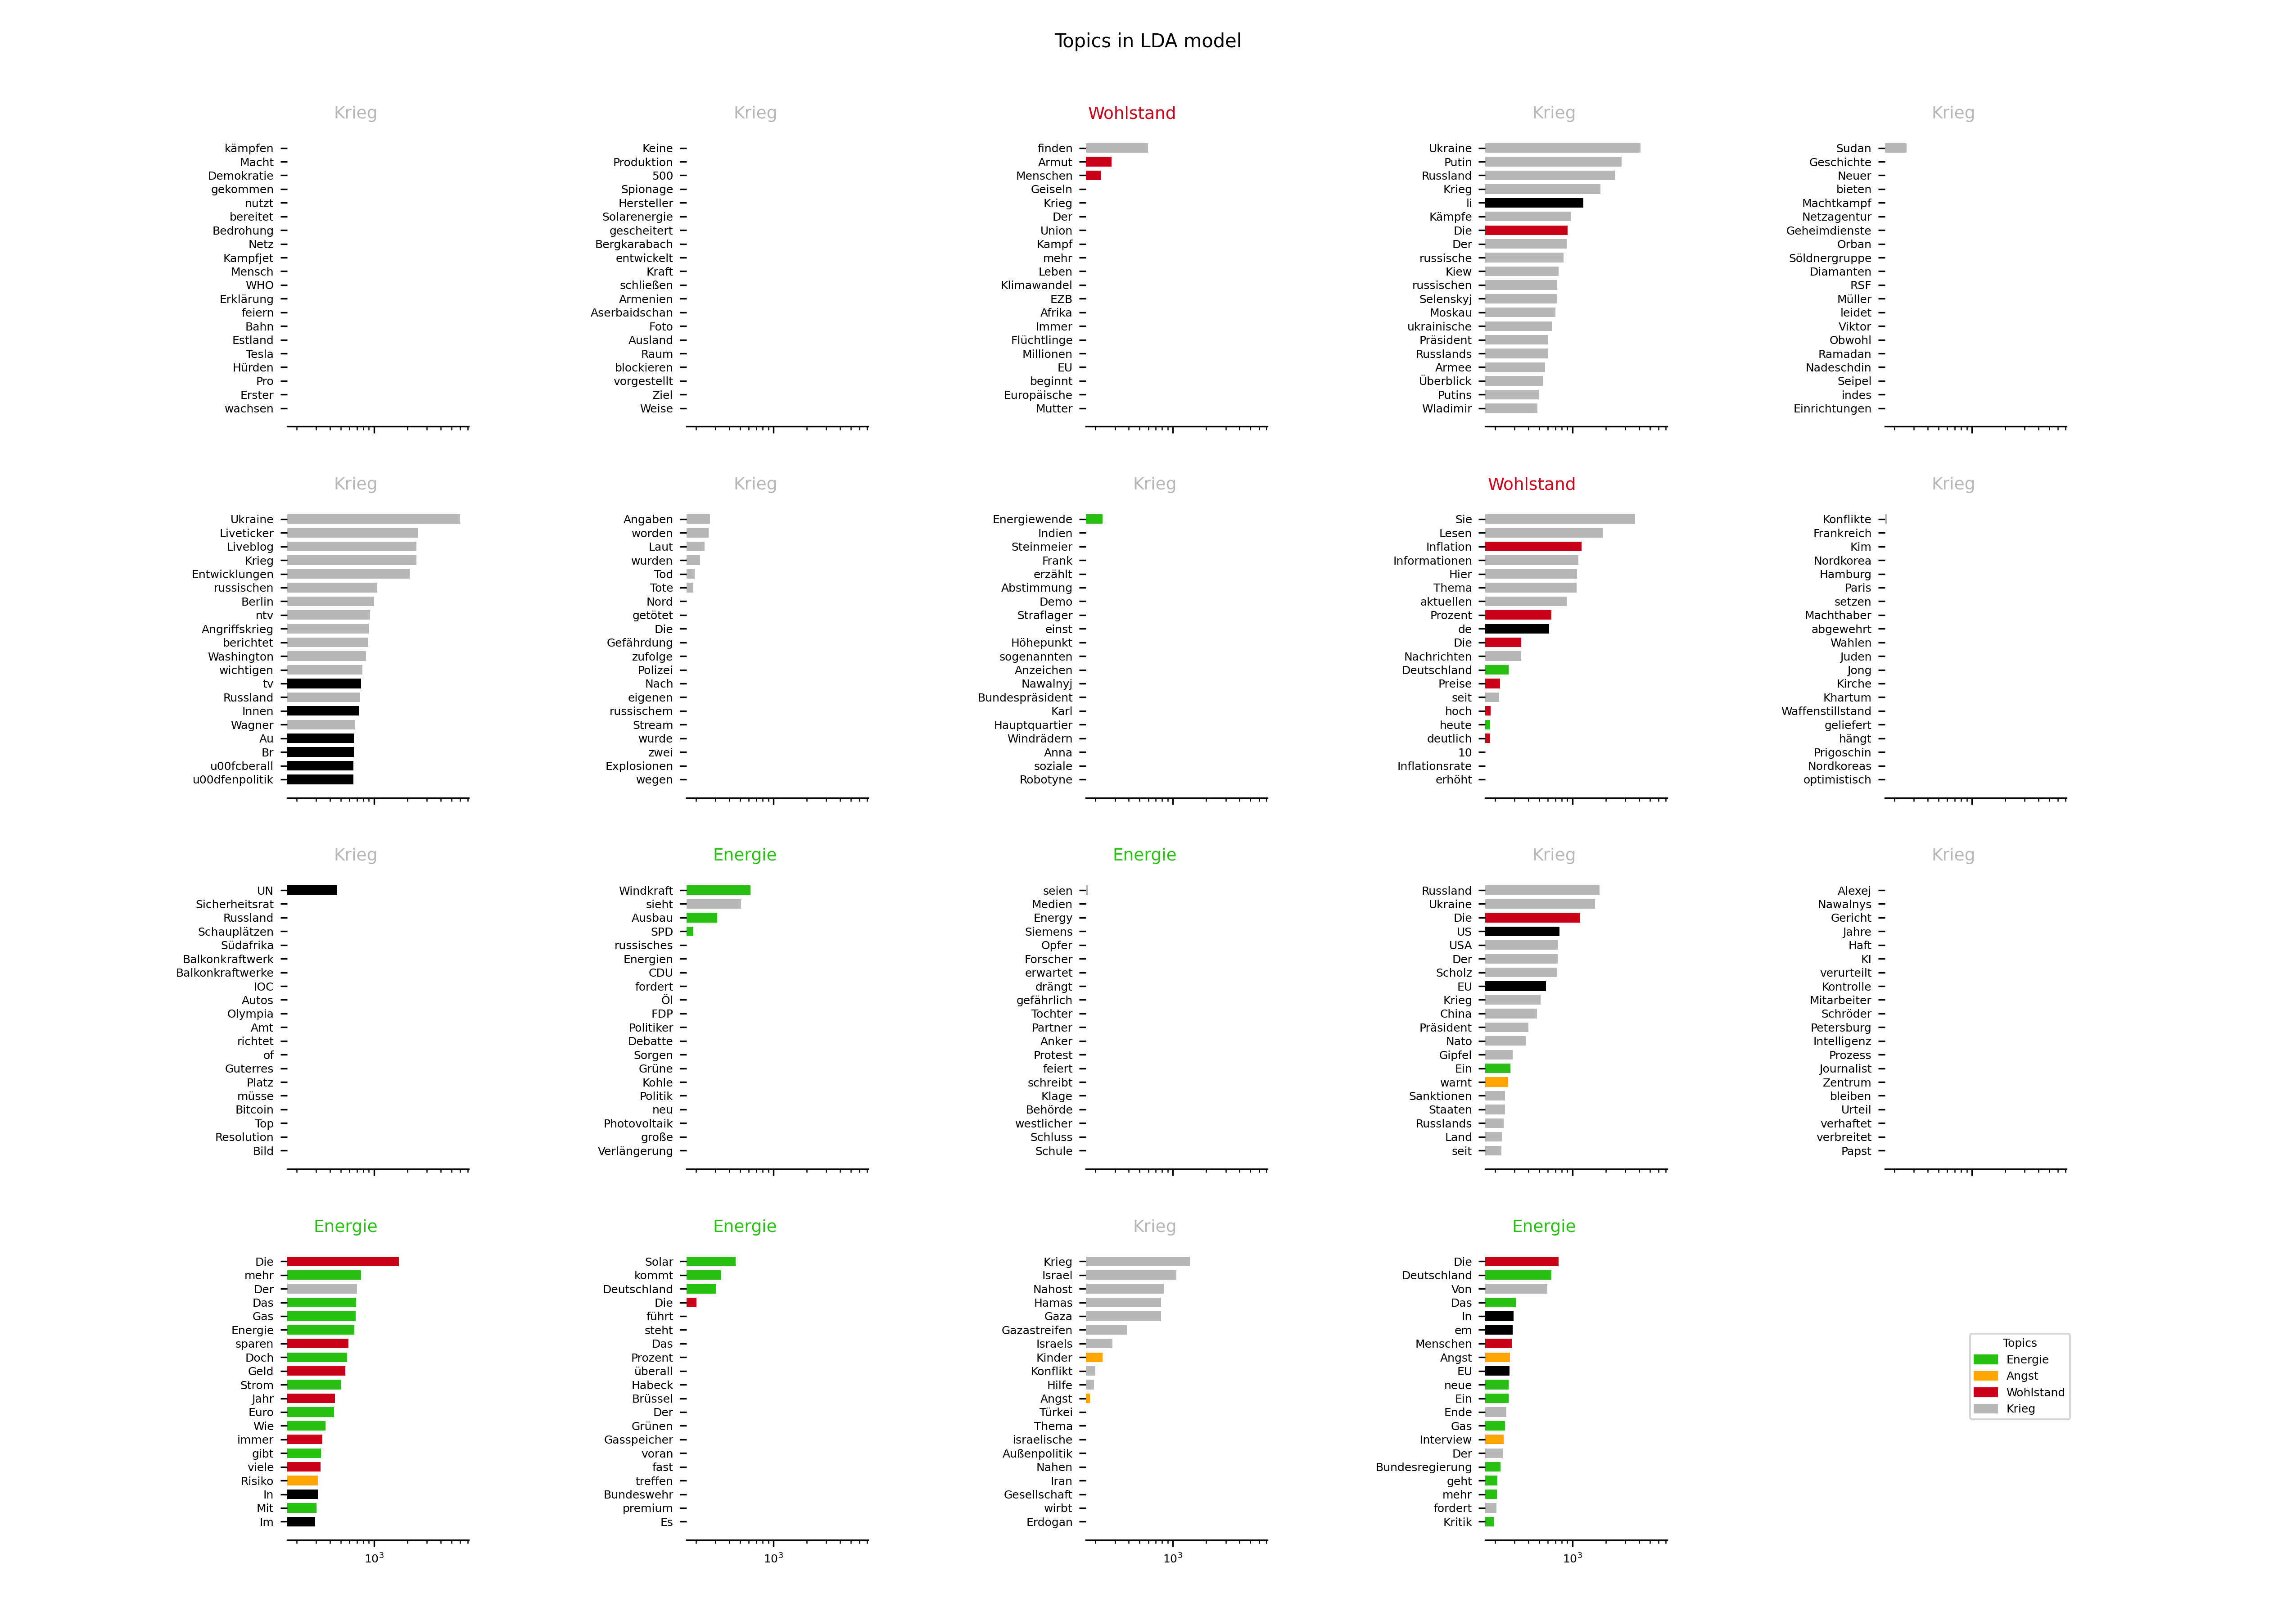 Topics in LDA model
Krieg
kämpfen
Macht
Demokratie
gekommen
nutzt
bereitet
Bedrohung
Netz
Kampfjet
Mensch
WHO
Erklärung
feiern
Bahn
Estland
Tesla
Hürden
Pro
Erster
wachsen
Krieg
Keine
Produktion
500
Spionage
Hersteller
Solarenergie
gescheitert
Bergkarabach
entwickelt
Kraft
schließen
Armenien
Aserbaidschan
Foto
Ausland
Raum
blockieren
vorgestellt
Ziel
Weise
Wohlstand
finden
Armut
Menschen
Geiseln
Krieg
Der
Union
Kampf
mehr
Leben
Klimawandel
EZB
Afrika
Immer
Flüchtlinge
Millionen
EU
beginnt
Europäische
Mutter
Krieg
Ukraine
Putin
Russland
Krieg
li
Kämpfe
Die
Der
russische
Kiew
russischen
Selenskyj
Moskau
ukrainische
Präsident
Russlands
Armee
Überblick
Putins
Wladimir
Krieg
Sudan
Geschichte
Neuer
bieten
Machtkampf
Netzagentur
Geheimdienste
Orban
Söldnergruppe
Diamanten
RSF
Müller
leidet
Viktor
Obwohl
Ramadan
Nadeschdin
Seipel
indes
Einrichtungen
Krieg
Ukraine
Liveticker
Liveblog
Krieg
Entwicklungen
russischen
Berlin
ntv
Angriffskrieg
berichtet
Washington
wichtigen
tv
Russland
Innen
Wagner
Au
Br
u00fcberall
u00dfenpolitik
Krieg
Angaben
worden
Laut
wurden
Tod
Tote
Nord
getötet
Die
Gefährdung
zufolge
Polizei
Nach
eigenen
russischem
Stream
wurde
zwei
Explosionen
wegen
Krieg
Energiewende
Indien
Steinmeier
Frank
erzählt
Abstimmung
Demo
Straflager
einst
Höhepunkt
sogenannten
Anzeichen
Nawalnyj
Bundespräsident
Karl
Hauptquartier
Windrädern
Anna
soziale
Robotyne
Wohlstand
Sie
Lesen
Inflation
Informationen
Hier
Thema
aktuellen
Prozent
de
Die
Nachrichten
Deutschland
Preise
seit
hoch
heute
deutlich
10
Inflationsrate
erhöht
Krieg
Konflikte
Frankreich
Kim
Nordkorea
Hamburg
Paris
setzen
Machthaber
abgewehrt
Wahlen
Juden
Jong
Kirche
Khartum
Waffenstillstand
geliefert
hängt
Prigoschin
Nordkoreas
optimistisch
Krieg
UN
Sicherheitsrat
Russland
Schauplätzen
Südafrika
Balkonkraftwerk
Balkonkraftwerke
IOC
Autos
Olympia
Amt
richtet
of
Guterres
Platz
müsse
Bitcoin
Top
Resolution
Bild
Energie
Windkraft
sieht
Ausbau
SPD
russisches
Energien
CDU
fordert
Öl
FDP
Politiker
Debatte
Sorgen
Grüne
Kohle
Politik
neu
Photovoltaik
große
Verlängerung
Energie
seien
Medien
Energy
Siemens
Opfer
Forscher
erwartet
drängt
gefährlich
Tochter
Partner
Anker
Protest
feiert
schreibt
Klage
Behörde
westlicher
Schluss
Schule
Krieg
Russland
Ukraine
Die
US
USA
Der
Scholz
EU
Krieg
China
Präsident
Nato
Gipfel
Ein
warnt
Sanktionen
Staaten
Russlands
Land
seit
Krieg
Alexej
Nawalnys
Gericht
Jahre
Haft
KI
verurteilt
Kontrolle
Mitarbeiter
Schröder
Petersburg
Intelligenz
Prozess
Journalist
Zentrum
bleiben
Urteil
verhaftet
verbreitet
Papst
Energie
Die
mehr
Der
Das
Gas
Energie
sparen
Doch
Geld
Strom
Jahr
Euro
Wie
immer
gibt
viele
Risiko
In
Mit
Im
10³
Energie
Solar
kommt
Deutschland
Die
führt
steht
Das
Prozent
überall
Habeck
Brüssel
Der
Grünen
Gasspeicher
voran
fast
treffen
Bundeswehr
premium
Es
10³
Krieg
Krieg
Israel
Nahost
Hamas
Gaza
Gazastreifen
Israels
Kinder
Konflikt
Hilfe
Angst
Türkei
Thema
israelische
Außenpolitik
Nahen
Iran
Gesellschaft
wirbt
Erdogan
10³
Energie
Die
Deutschland
Von
Das
In
em
Menschen
Angst
EU
neue
Ein
Ende
Gas
Interview
Der
Bundesregierung
geht
mehr
fordert
Kritik
10³
Topics
Energie
Angst
Wohlstand
Krieg